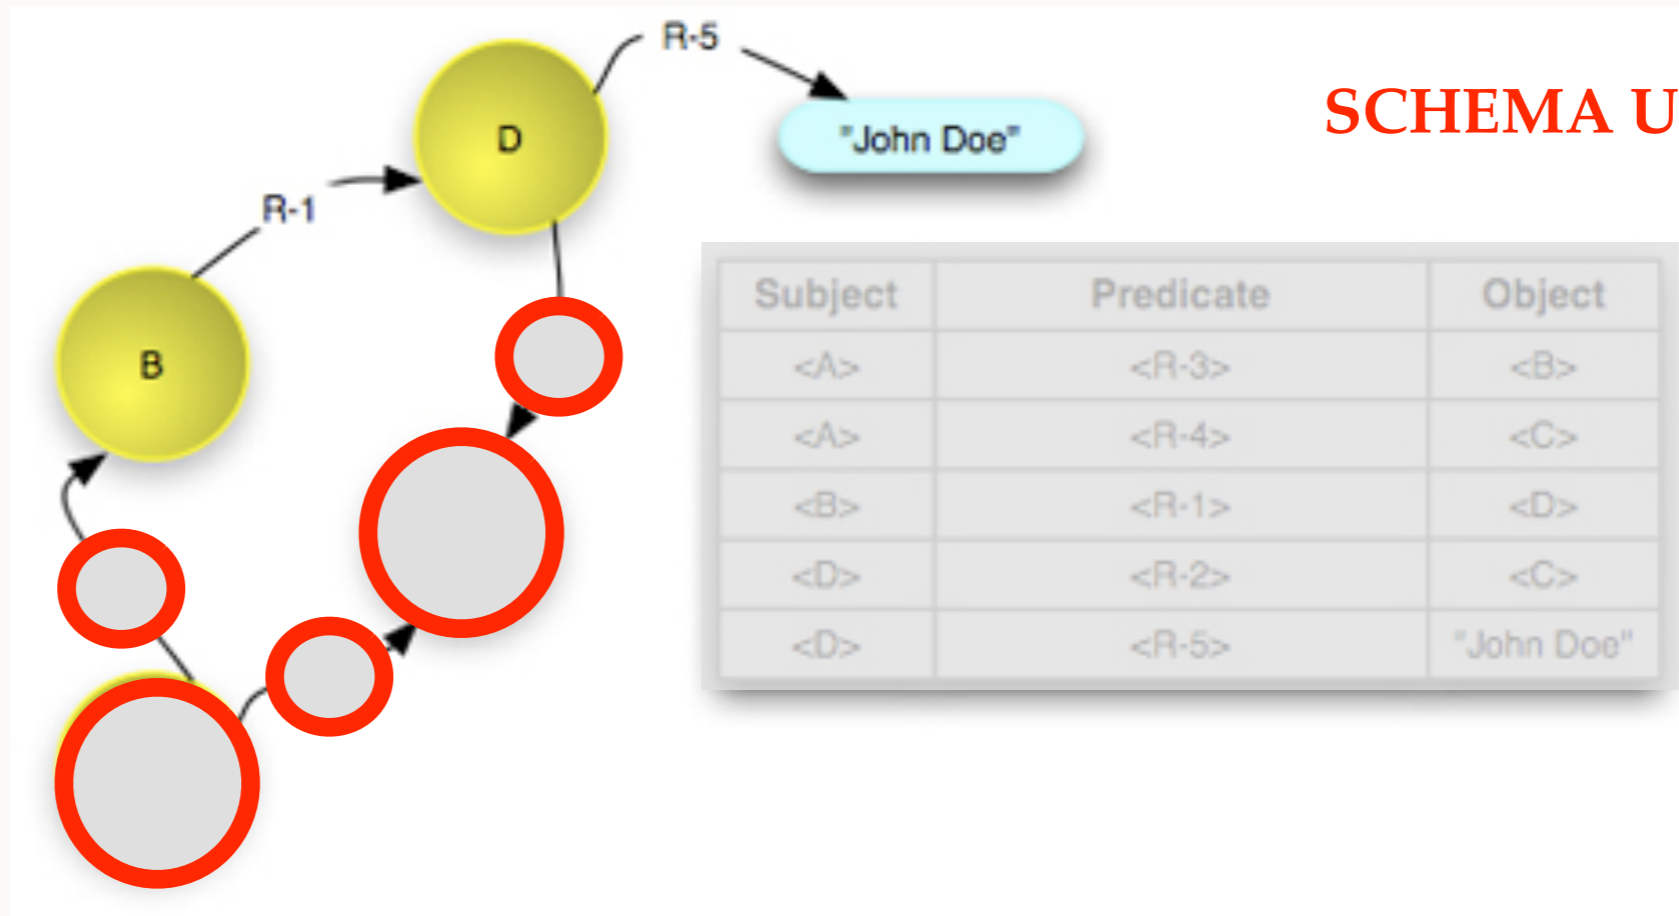 R-5
D
"John Doe"
SCHEMA U
R-1
B
Subject Predicate Object
<A> <R-3> <B>
<A> <R-4> <C>
<B> <R-1> <D>
<D> <R-2> <C>
<D> <R-5> "John Doe"